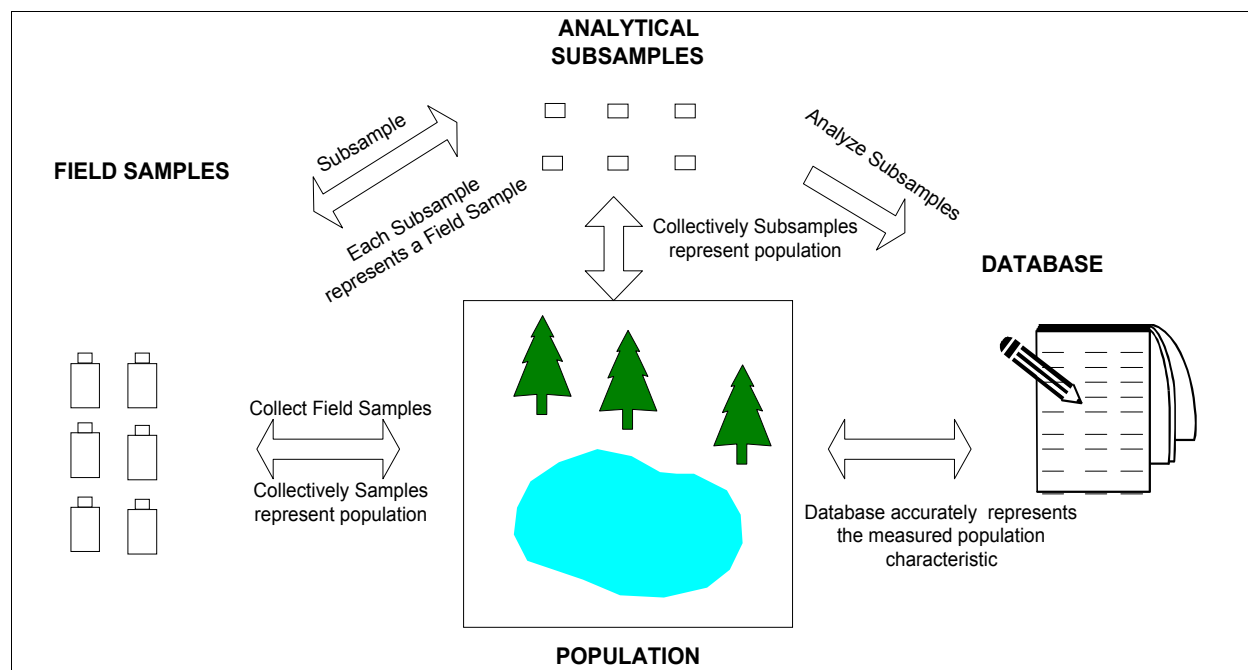 ANALYTICAL
SUBSAMPLES
FIELD SAMPLES
Subsample
Each Subsample
represents a Field Sample
Analyze Subsamples
Collectively Subsamples
represent population
DATABASE
Collect Field Samples
Collectively Samples
represent population
Database accurately represents
the measured population
characteristic
POPULATION